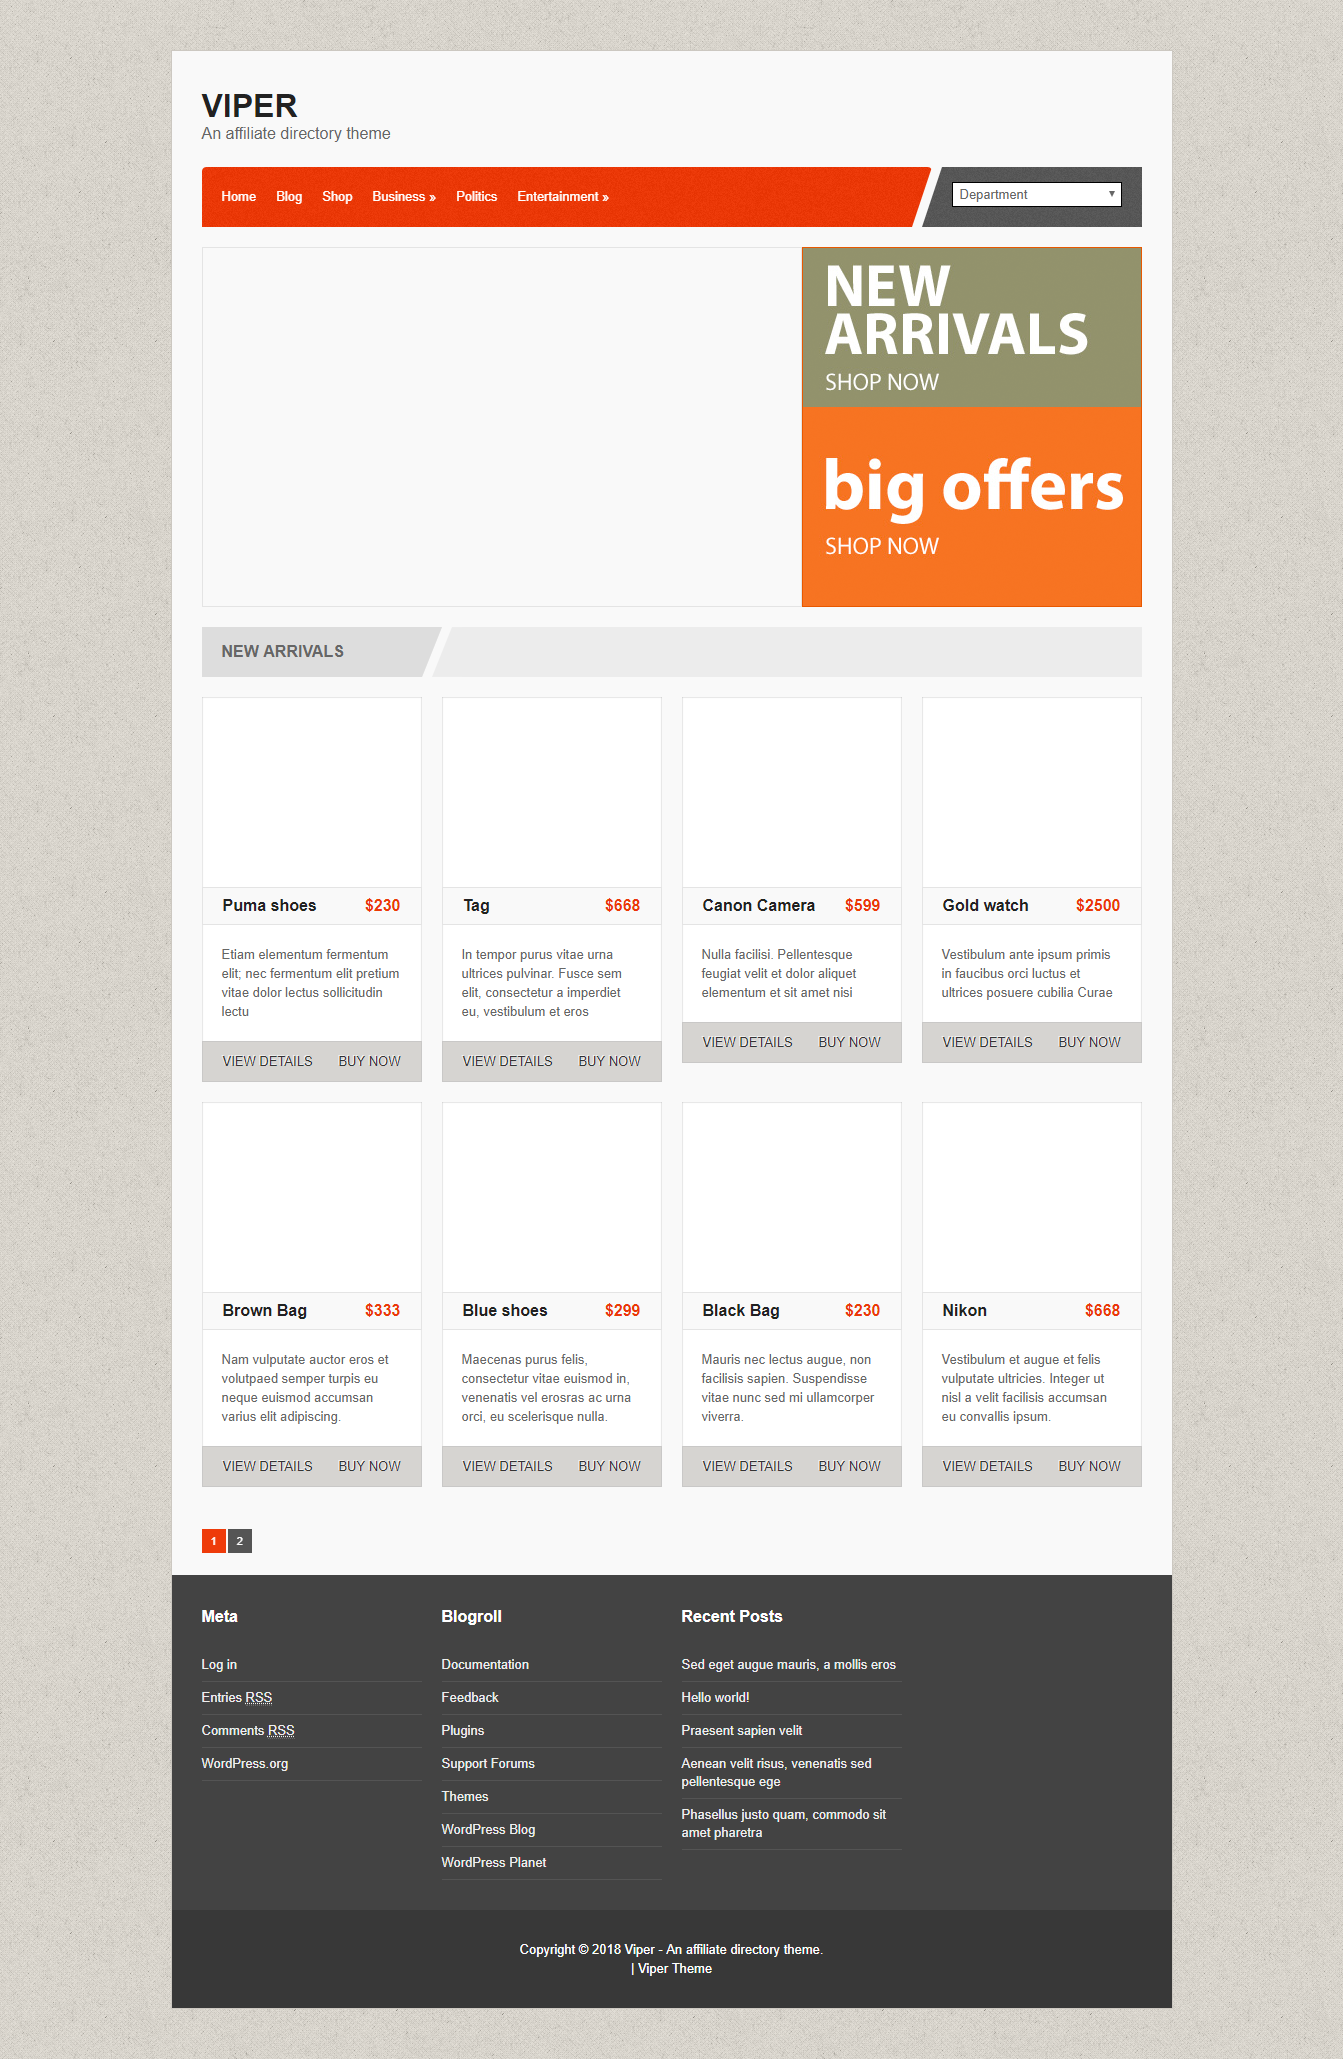 VIPER
An affiliate directory theme
Home Blog Shop Business » Politics Entertainment »
Department
NEW
ARRIVALS
SHOP NOW
big offers
SHOP NOW
NEW ARRIVALS
Puma shoes $230
Etiam elementum fermentum
elit; nec fermentum elit pretium
vitae dolor lectus sollicitudin
lectu
VIEW DETAILS BUY NOW
Tag $668
In tempor purus vitae urna
ultrices pulvinar. Fusce sem
elit, consectetur a imperdiet
eu, vestibulum et eros
VIEW DETAILS BUY NOW
Canon Camera $599
Nulla facilisi. Pellentesque
feugiat velit et dolor aliquet
elementum et sit amet nisi
VIEW DETAILS BUY NOW
Gold watch $2500
Vestibulum ante ipsum primis
in faucibus orci luctus et
ultrices posuere cubilia Curae
VIEW DETAILS BUY NOW
Brown Bag $333
Nam vulputate auctor eros et
volutpaed semper turpis eu
neque euismod accumsan
varius elit adipiscing.
VIEW DETAILS BUY NOW
Blue shoes $299
Maecenas purus felis,
consectetur vitae euismod in,
venenatis vel erosras ac urna
orci, eu scelerisque nulla.
VIEW DETAILS BUY NOW
Black Bag $230
Mauris nec lectus augue, non
facilisis sapien. Suspendisse
vitae nunc sed mi ullamcorper
viverra.
VIEW DETAILS BUY NOW
Nikon $668
Vestibulum et augue et felis
vulputate ultricies. Integer ut
nisl a velit facilisis accumsan
eu convallis ipsum.
VIEW DETAILS BUY NOW
1 2
Meta
Log in
Entries RSS
Comments RSS
WordPress.org
Blogroll
Documentation
Feedback
Plugins
Support Forums
Themes
WordPress Blog
WordPress Planet
Recent Posts
Sed eget augue mauris, a mollis eros
Hello world!
Praesent sapien velit
Aenean velit risus, venenatis sed
pellentesque ege
Phasellus justo quam, commodo sit
amet pharetra
Copyright © 2018 Viper - An affiliate directory theme.
| Viper Theme